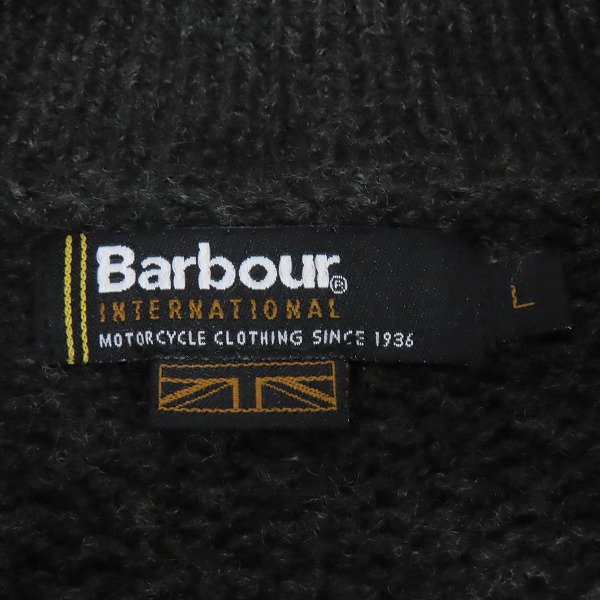 Barbour®
INTERNATIONAL
MOTORCYCLE CLOTHING SINCE 1936
L